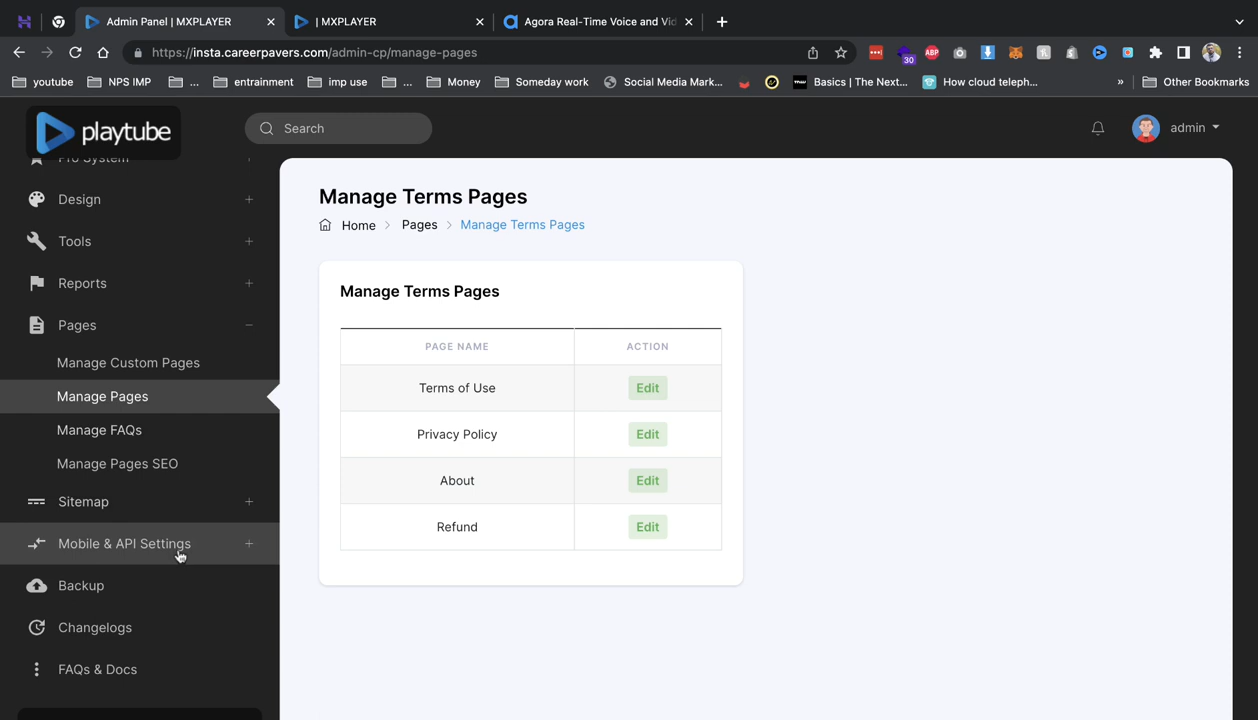 Admin Panel | MXPLAYER
| MXPLAYER
Agora Real-Time Voice and Vid
https://insta.careerpavers.com/admin-cp/manage-pages
ABP
30
youtube
NPS IMP
...
entrainment
imp use
...
Money
Someday work
Social Media Mark...
Basics | The Next...
How cloud teleph...
»
Other Bookmarks
playtube
Search
admin
Pro System +
Design +
Tools +
Reports +
Pages −
Manage Custom Pages
Manage Pages
Manage FAQs
Manage Pages SEO
Sitemap +
Mobile & API Settings +
Backup
Changelogs
FAQs & Docs
Manage Terms Pages
Home > Pages > Manage Terms Pages
Manage Terms Pages
PAGE NAME ACTION
Terms of Use Edit
Privacy Policy Edit
About Edit
Refund Edit